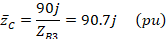 z̄_C = 90j / Z_B3 = 90.7j (pu)